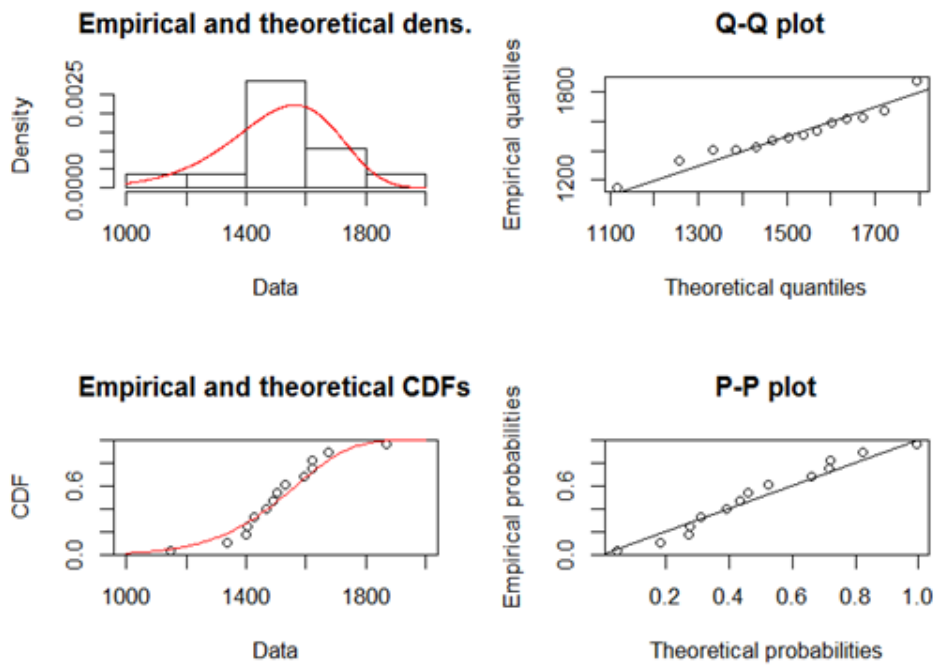 Empirical and theoretical dens.
Density
0.0000
0.0025
1000
1400
1800
Data
Q-Q plot
Empirical quantiles
1200
1800
1100
1300
1500
1700
Theoretical quantiles
Empirical and theoretical CDFs
CDF
0.0
0.6
1000
1400
1800
Data
P-P plot
Empirical probabilities
0.0
0.6
0.2
0.4
0.6
0.8
1.0
Theoretical probabilities